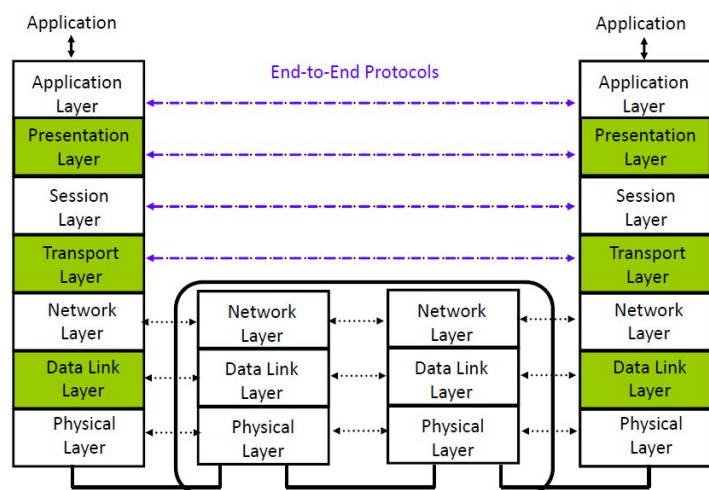 Application
Application
End-to-End Protocols
Application
Layer
Application
Layer
Presentation
Layer
Presentation
Layer
Session
Layer
Session
Layer
Transport
Layer
Transport
Layer
Network
Layer
Network
Layer
Network
Layer
Network
Layer
Data Link
Layer
Data Link
Layer
Data Link
Layer
Data Link
Layer
Physical
Layer
Physical
Layer
Physical
Layer
Physical
Layer